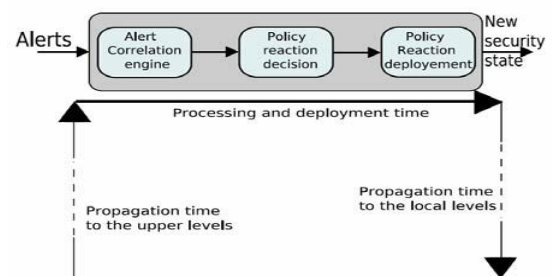 Alerts
Alert
Correlation
engine
Policy
reaction
decision
Policy
Reaction
deployement
New
security
state
Processing and deployment time
Propagation time
to the upper levels
Propagation time
to the local levels